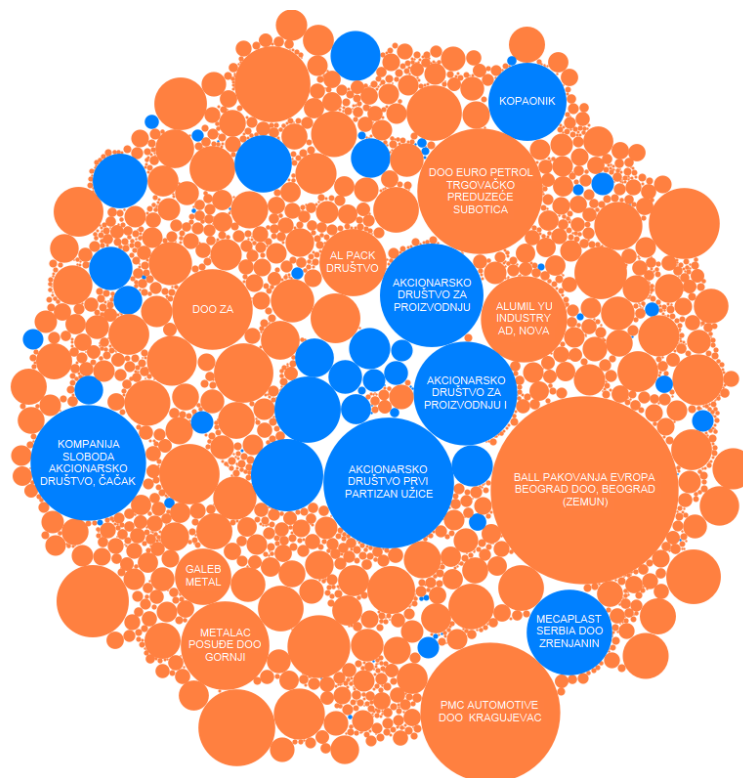 KOPAONIK
DOO EURO PETROL
TRGOVAČKO
PREDUZEĆE
SUBOTICA
AL PACK
DRUŠTVO
AKCIONARSKO
DRUŠTVO ZA
PROIZVODNJU
DOO ZA
ALUMIL YU
INDUSTRY
AD, NOVA
AKCIONARSKO
DRUŠTVO ZA
PROIZVODNJU I
KOMPANIJA
SLOBODA
AKCIONARSKO
DRUŠTVO, ČAČAK
AKCIONARSKO
DRUŠTVO PRVI
PARTIZAN UŽICE
BALL PAKOVANJA EVROPA
BEOGRAD DOO, BEOGRAD
(ZEMUN)
GALEB
METAL
METALAC
POSUĐE DOO
GORNJI
MECAPLAST
SERBIA DOO
ZRENJANIN
PMC AUTOMOTIVE
DOO KRAGUJEVAC